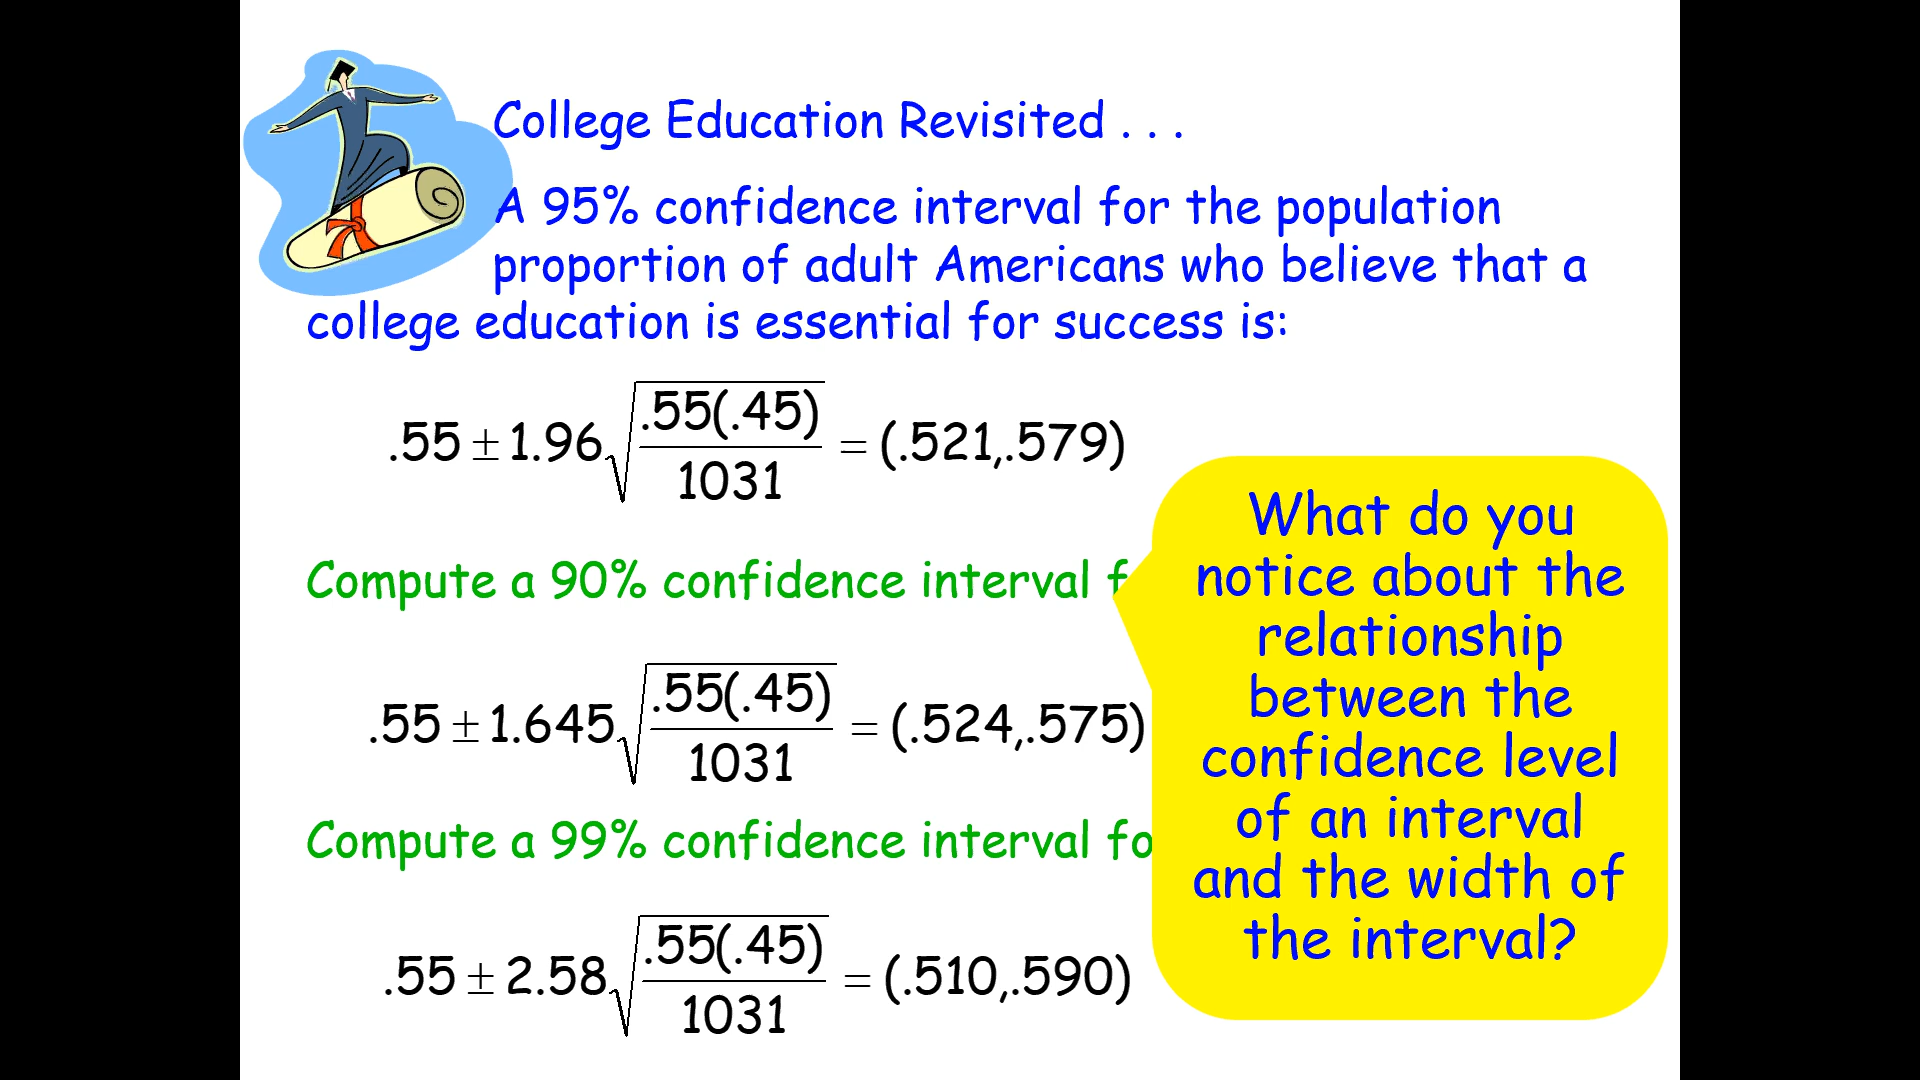 College Education Revisited . . .
A 95% confidence interval for the population
proportion of adult Americans who believe that a
college education is essential for success is:
.55 ± 1.96 √(.55(.45) / 1031) = (.521,.579)
Compute a 90% confidence interval
.55 ± 1.645 √(.55(.45) / 1031) = (.524,.575)
Compute a 99% confidence interval fo
.55 ± 2.58 √(.55(.45) / 1031) = (.510,.590)
What do you
notice about the
relationship
between the
confidence level
of an interval
and the width of
the interval?